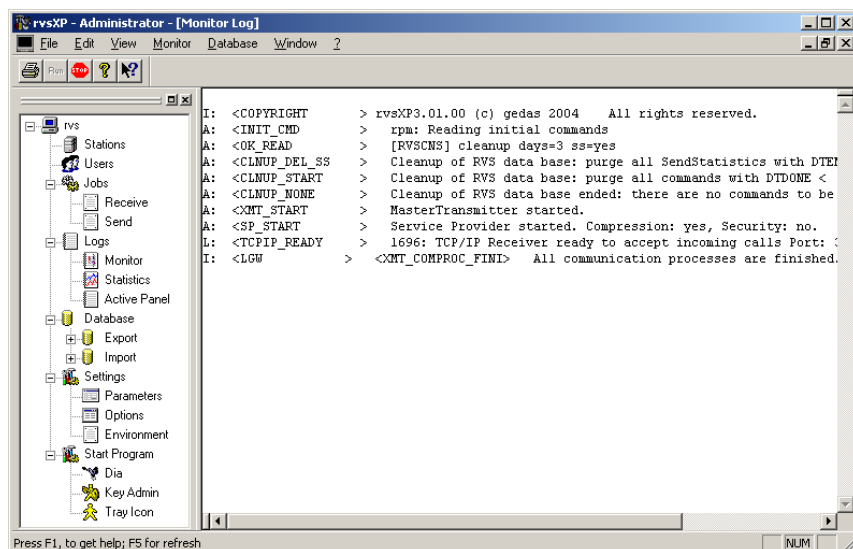 rvsXP - Administrator - [Monitor Log]
File Edit View Monitor Database Window ?
Run STOP ? ?
rvs
Stations
Users
Jobs
Receive
Send
Logs
Monitor
Statistics
Active Panel
Database
Export
Import
Settings
Parameters
Options
Environment
Start Program
Dia
Key Admin
Tray Icon
I: <COPYRIGHT > rvsXP3.01.00 (c) gedas 2004 All rights reserved.
A: <INIT_CMD > rpm: Reading initial commands
A: <OK_READ > [RVSCNS] cleanup days=3 ss=yes
A: <CLNUP_DEL_SS > Cleanup of RVS data base: purge all SendStatistics with
A: <CLNUP_START > Cleanup of RVS data base: purge all commands with DTDONE <
A: <CLNUP_NONE > Cleanup of RVS data base ended: there are no commands to be
A: <XMT_START > MasterTransmitter started.
A: <SP_START > Service Provider started. Compression: yes, Security: no.
L: <TCPIP_READY > 1696: TCP/IP Receiver ready to accept incoming calls Port:
I: <LGW > <XMT_COMPROC_FINI> All communication processes are finished.
Press F1, to get help; F5 for refresh
NUM